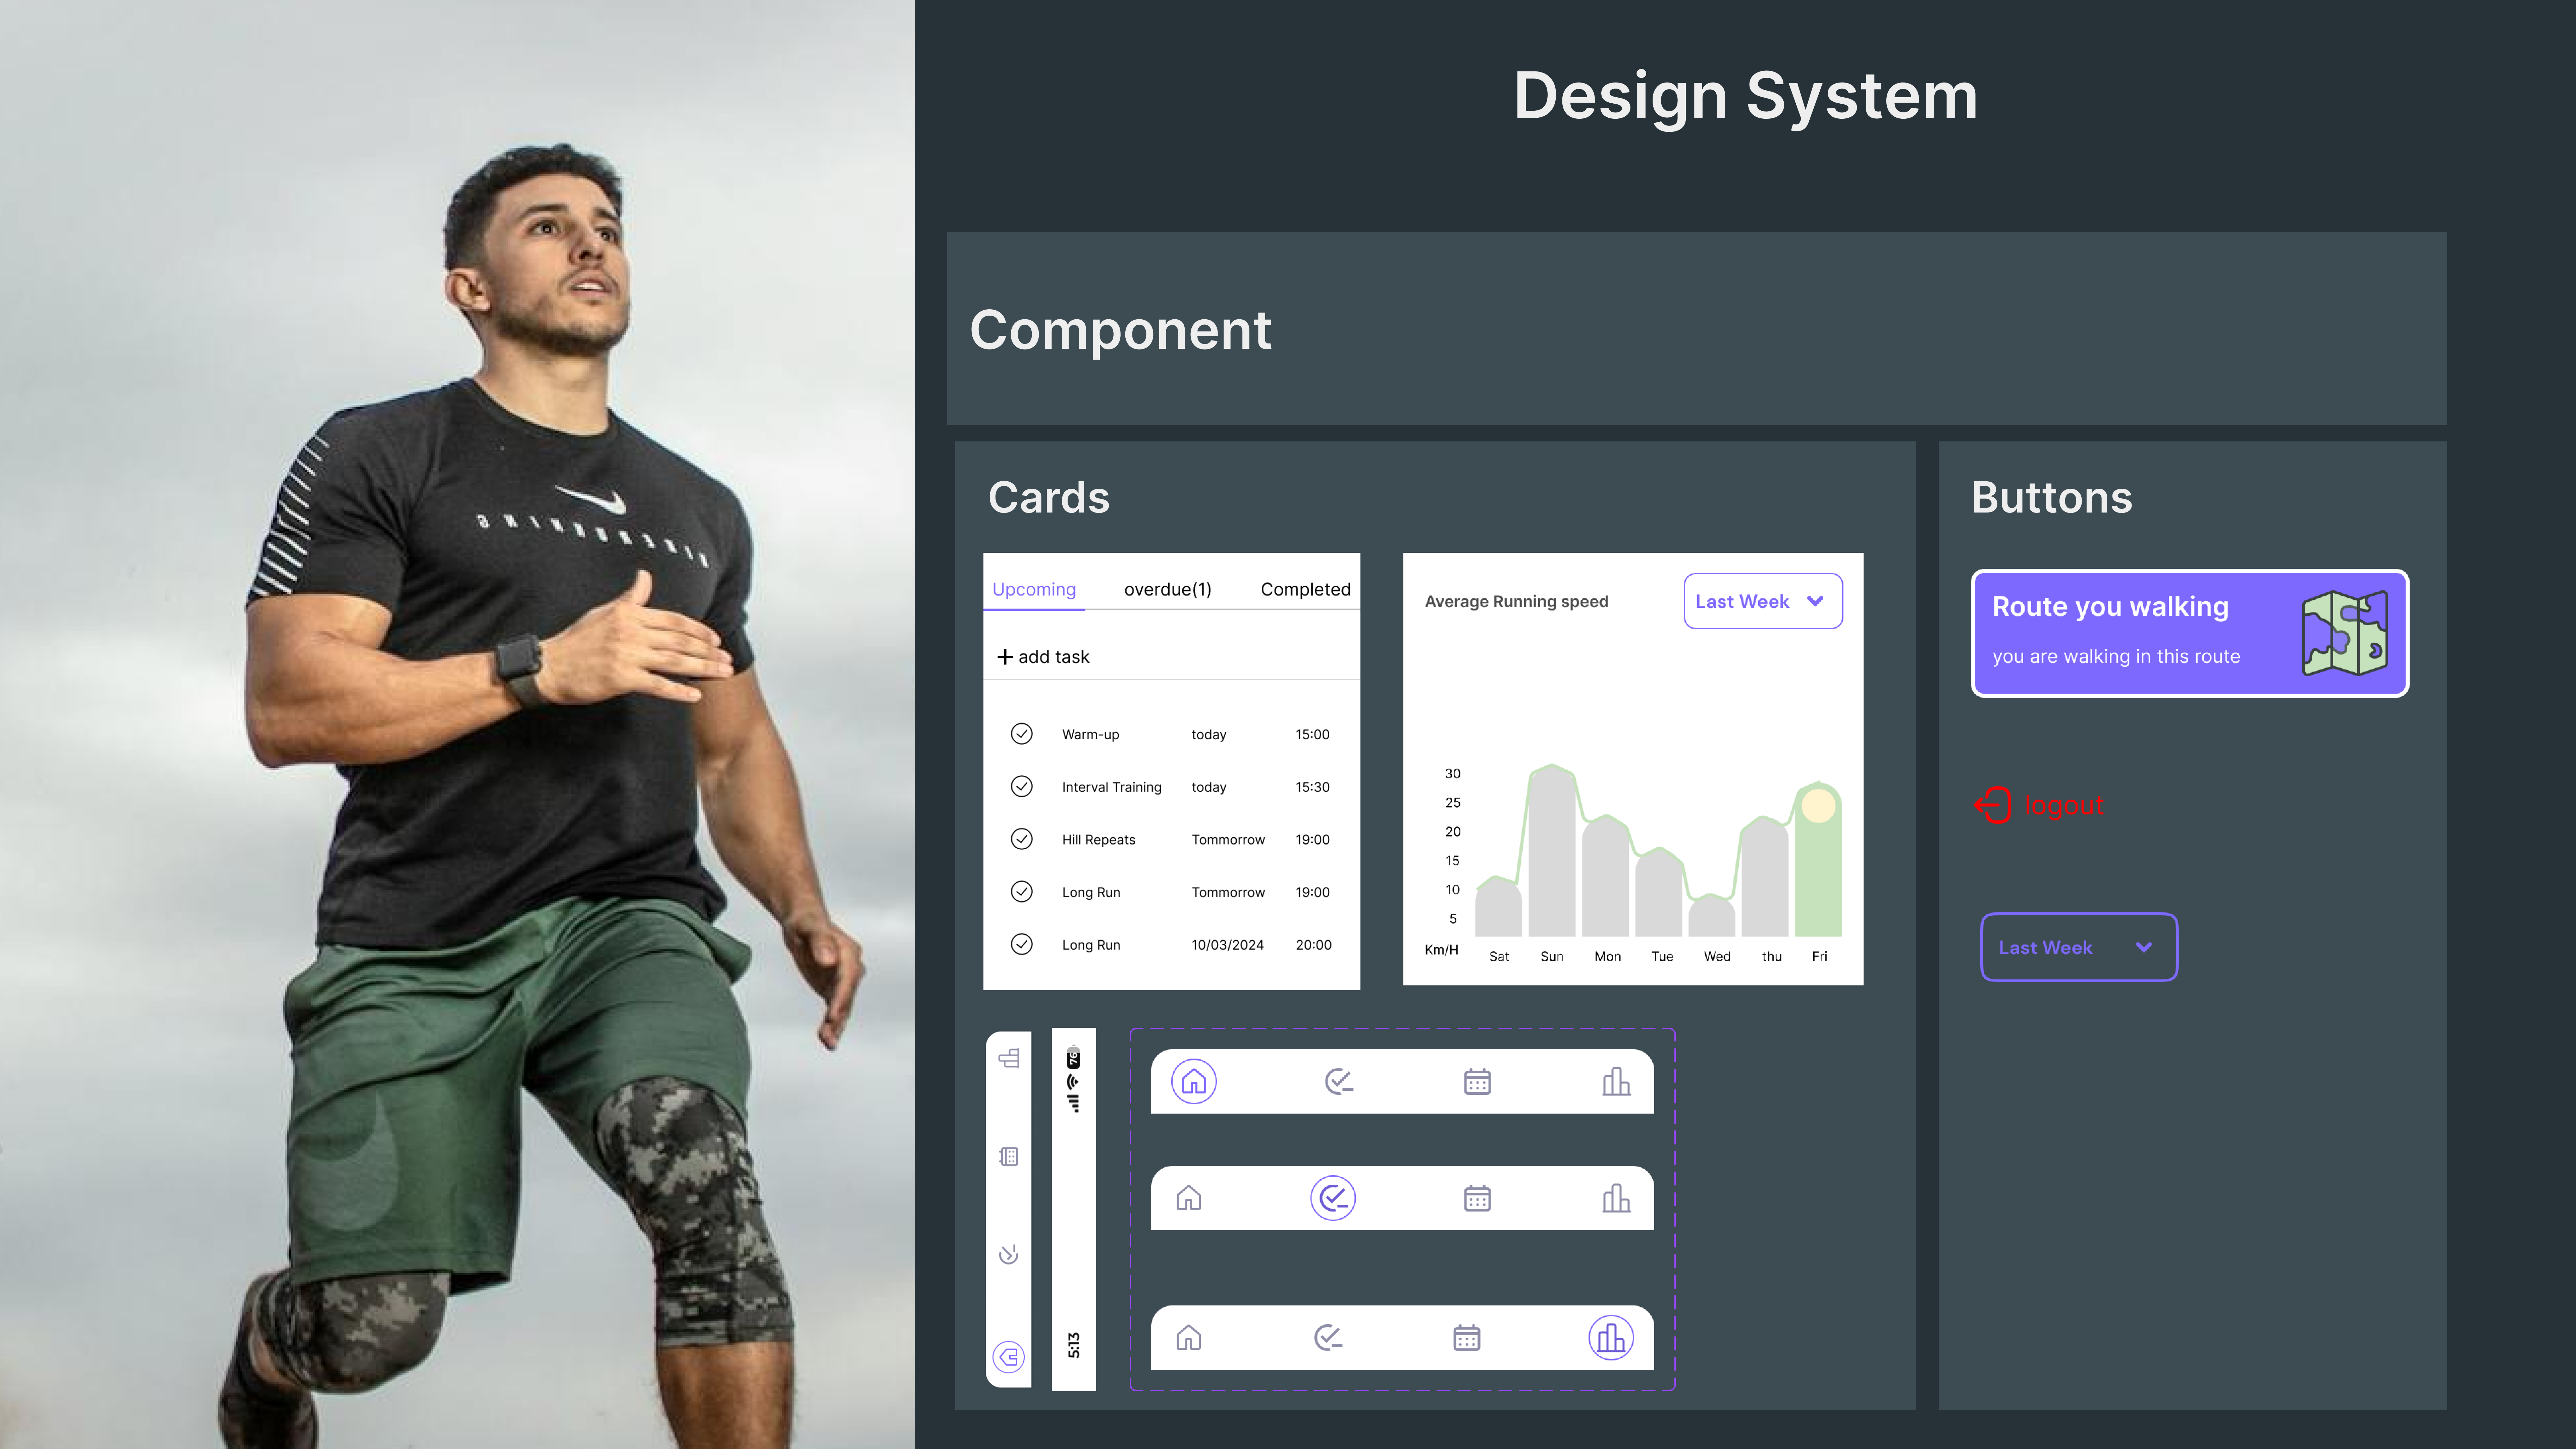 Design System
Component
Cards
Upcoming overdue(1) Completed
+ add task
Warm-up today 15:00
Interval Training today 15:30
Hill Repeats Tommorrow 19:00
Long Run Tommorrow 19:00
Long Run 10/03/2024 20:00
Average Running speed Last Week
30
25
20
15
10
5
Km/H Sat Sun Mon Tue Wed thu Fri
76
5:13
Buttons
Route you walking
you are walking in this route
logout
Last Week